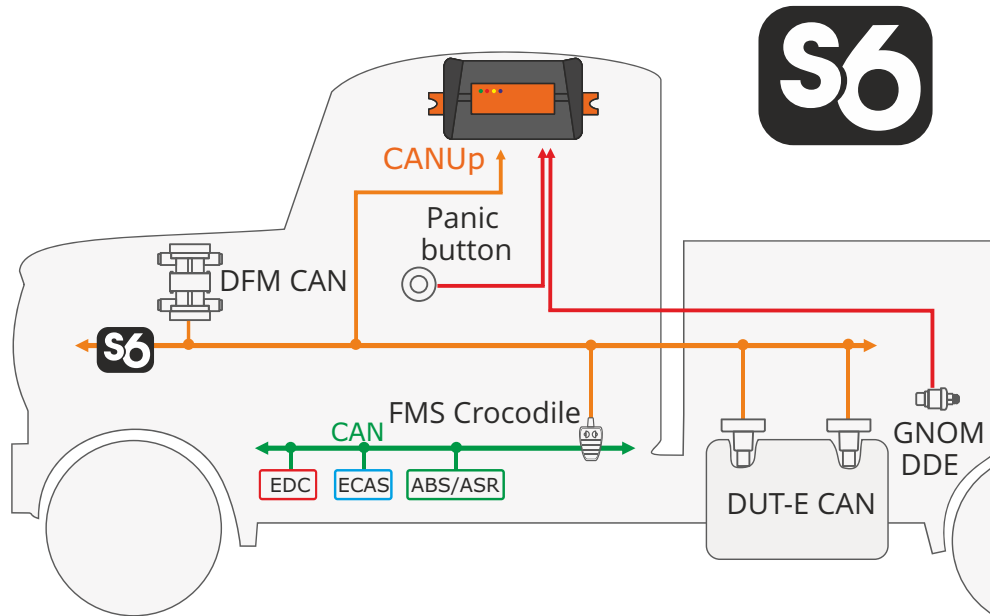 S6
CANUp
Panic
button
DFM CAN
S6
FMS Crocodile
CAN
EDC
ECAS
ABS/ASR
GNOM
DDE
DUT-E CAN